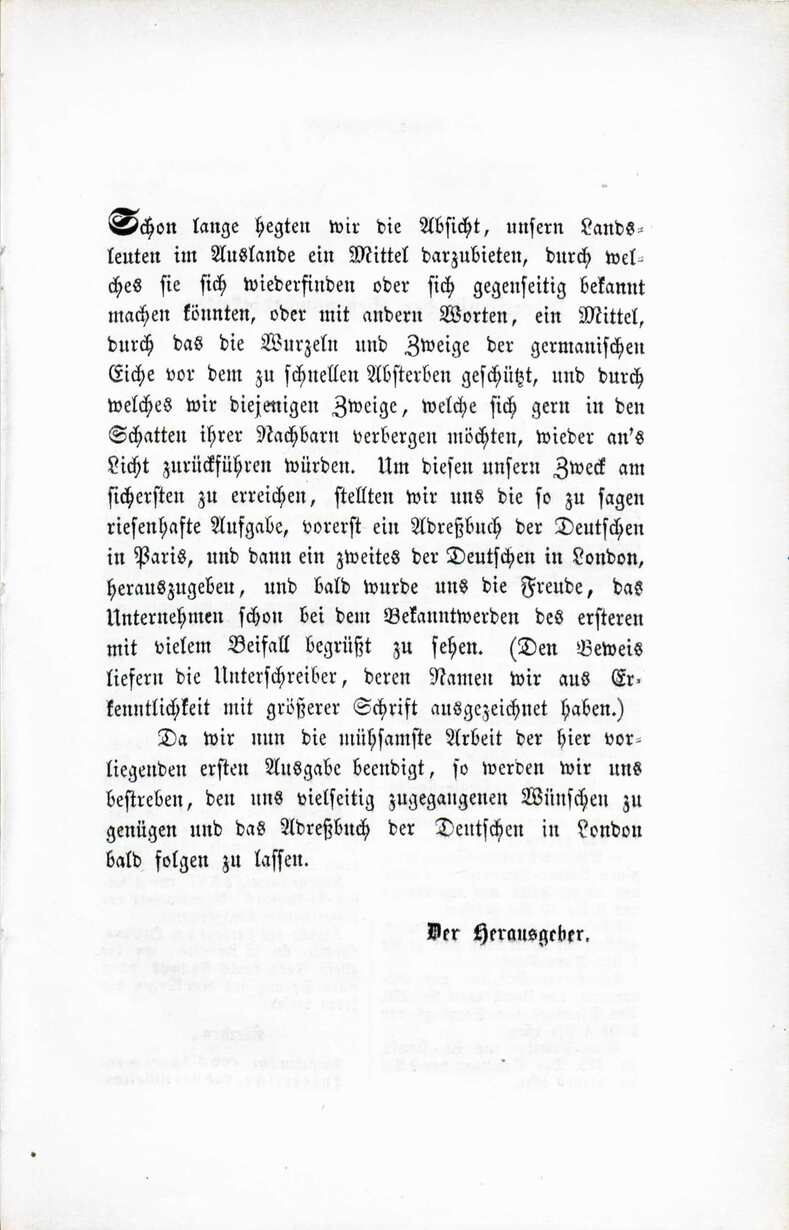 Schon lange hegten wir die Absicht, unsern Lands-
leuten im Auslande ein Mittel darzubieten, durch wel-
ches sie sich wiederfinden oder sich gegenseitig bekannt
machen könnten, oder mit andern Worten, ein Mittel,
durch das die Wurzeln und Zweige der germanischen
Eiche vor dem zu schnellen Absterben geschützt, und durch
welches wir diejenigen Zweige, welche sich gern in den
Schatten ihrer Nachbarn verbergen möchten, wieder an's
Licht zurückführen würden. Um diesen unsern Zweck am
sichersten zu erreichen, stellten wir uns die so zu sagen
riesenhafte Aufgabe, vorerst ein Adreßbuch der Deutschen
in Paris, und dann ein zweites der Deutschen in London,
herauszugeben, und bald wurde uns die Freude, das
Unternehmen schon bei dem Bekanntwerden des ersteren
mit vielem Beifall begrüßt zu sehen. (Den Beweis
liefern die Unterschreiber, deren Namen wir aus Er-
kenntlichkeit mit größerer Schrift ausgezeichnet haben.)
Da wir nun die mühsamste Arbeit der hier vor-
liegenden ersten Ausgabe beendigt, so werden wir uns
bestreben, den uns vielseitig zugegangenen Wünschen zu
genügen und das Adreßbuch der Deutschen in London
bald folgen zu lassen.
Der Herausgeber.